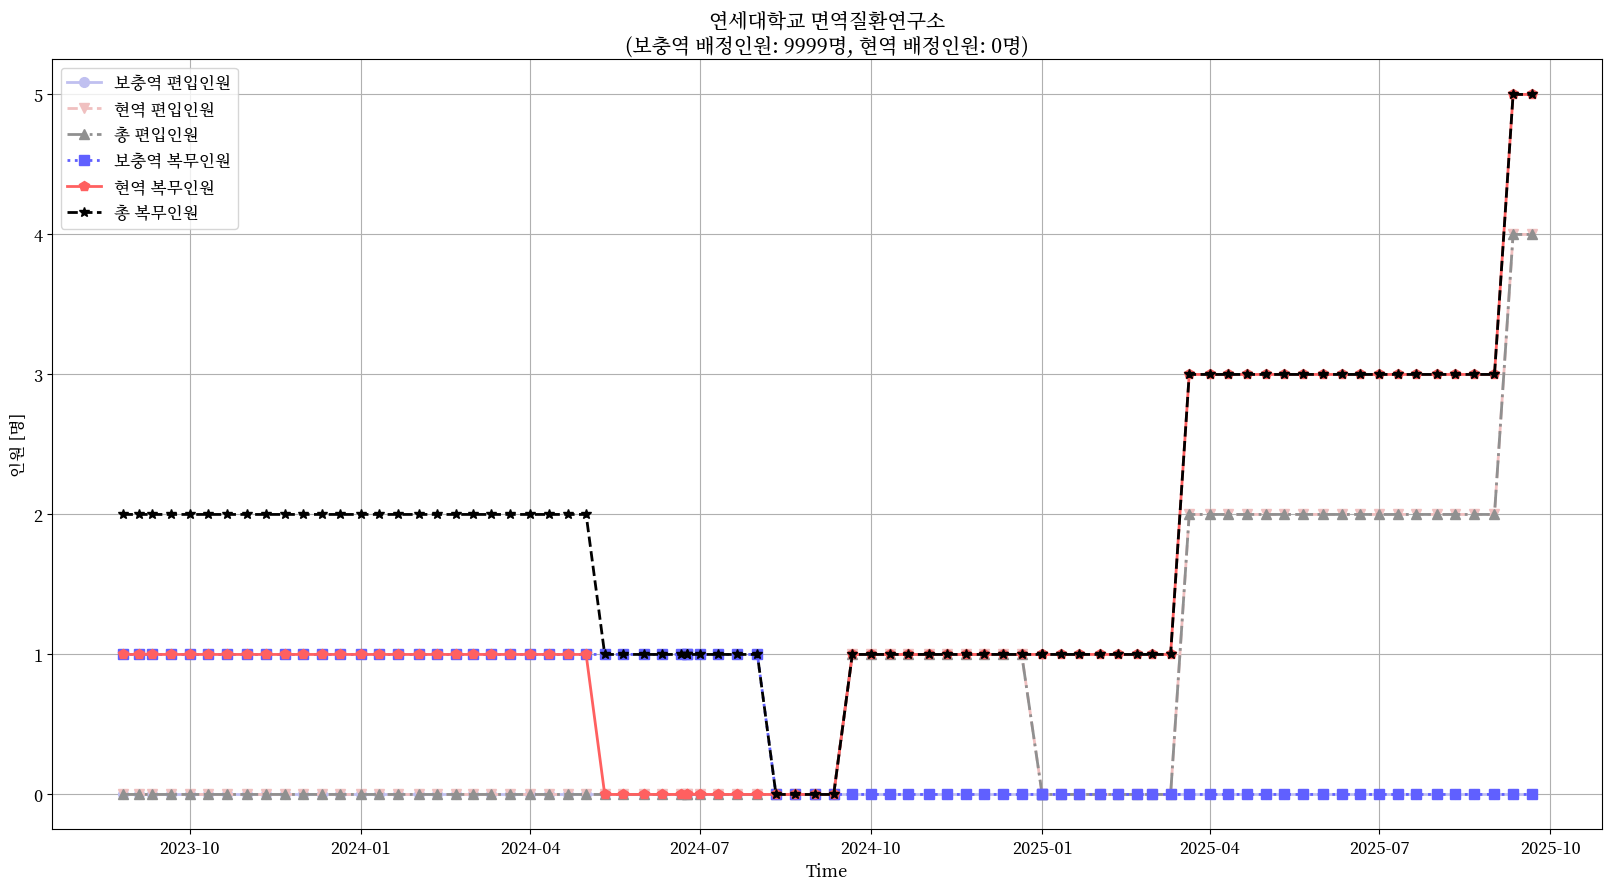 연세대학교 면역질환연구소
(보충역 배정인원: 9999명, 현역 배정인원: 0명)
보충역 편입인원
현역 편입인원
총 편입인원
보충역 복무인원
현역 복무인원
총 복무인원
인원 [명]
5
4
3
2
1
0
2023-10 2024-01 2024-04 2024-07 2024-10 2025-01 2025-04 2025-07 2025-10
Time